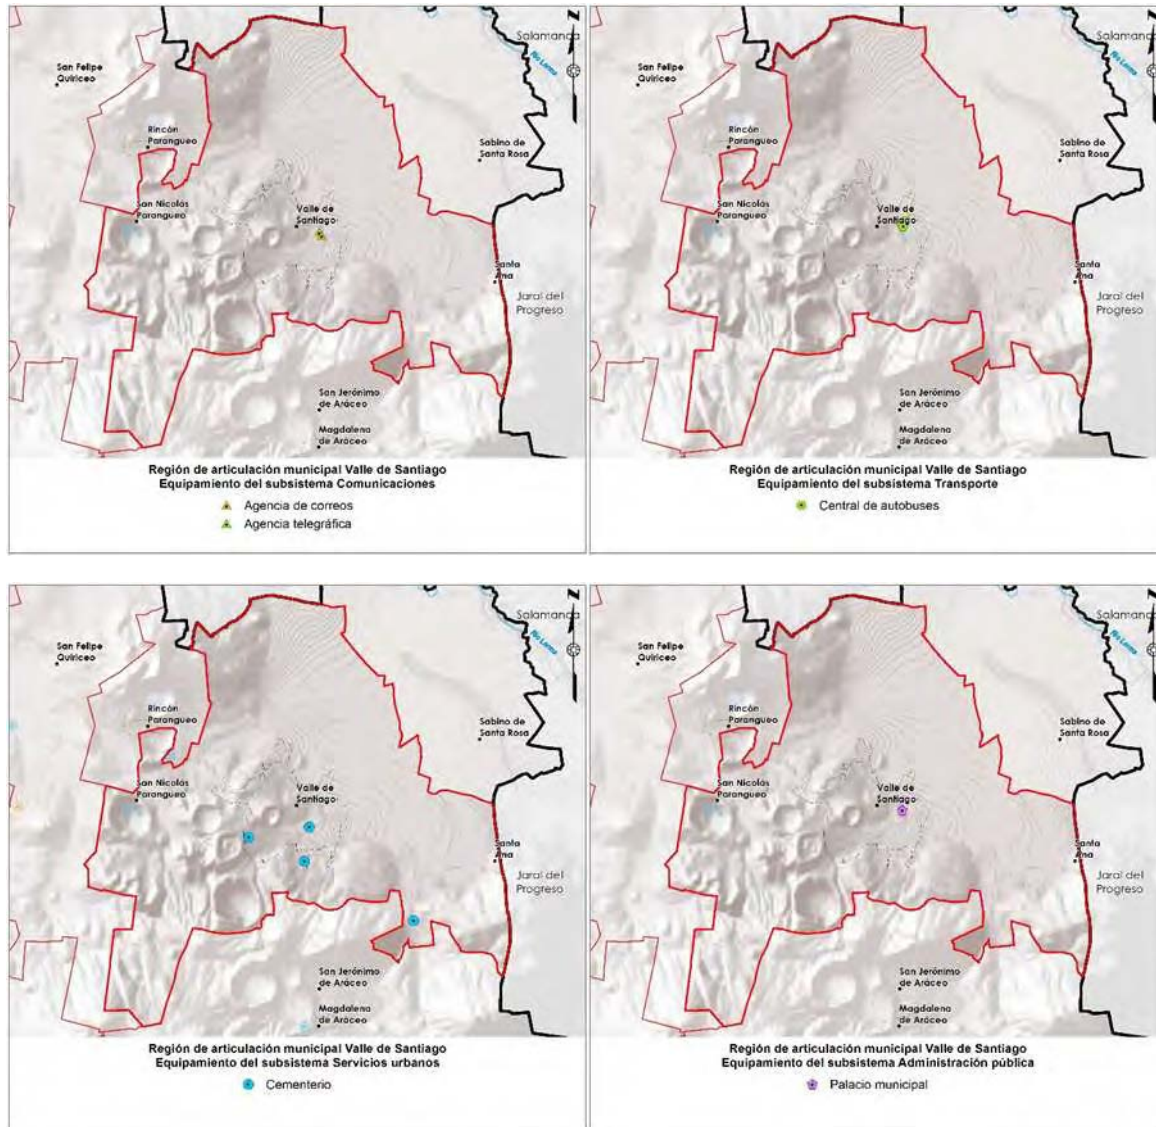 Salamanca
Río Lerma
San Felipe
Quiriceo
Rincón
Parangueo
Sabino de
Santa Rosa
San Nicolás
Parangueo
Valle de
Santiago
Santa
Ana
Jaral del
Progreso
San Jerónimo
de Aráceo
Magdalena
de Aráceo
Región de articulación municipal Valle de Santiago
Equipamiento del subsistema Comunicaciones
Agencia de correos
Agencia telegráfica
Salamanca
Río Lerma
San Felipe
Quiriceo
Rincón
Parangueo
Sabino de
Santa Rosa
San Nicolás
Parangueo
Valle de
Santiago
Santa
Ana
Jaral del
Progreso
San Jerónimo
de Aráceo
Magdalena
de Aráceo
Región de articulación municipal Valle de Santiago
Equipamiento del subsistema Transporte
Central de autobuses
Salamanca
Río Lerma
San Felipe
Quiriceo
Rincón
Parangueo
Sabino de
Santa Rosa
San Nicolás
Parangueo
Valle de
Santiago
Santa
Ana
Jaral del
Progreso
San Jerónimo
de Aráceo
Magdalena
de Aráceo
Región de articulación municipal Valle de Santiago
Equipamiento del subsistema Servicios urbanos
Cementerio
Salamanca
Río Lerma
San Felipe
Quiriceo
Rincón
Parangueo
Sabino de
Santa Rosa
San Nicolás
Parangueo
Valle de
Santiago
Santa
Ana
Jaral del
Progreso
San Jerónimo
de Aráceo
Magdalena
de Aráceo
Región de articulación municipal Valle de Santiago
Equipamiento del subsistema Administración pública
Palacio municipal